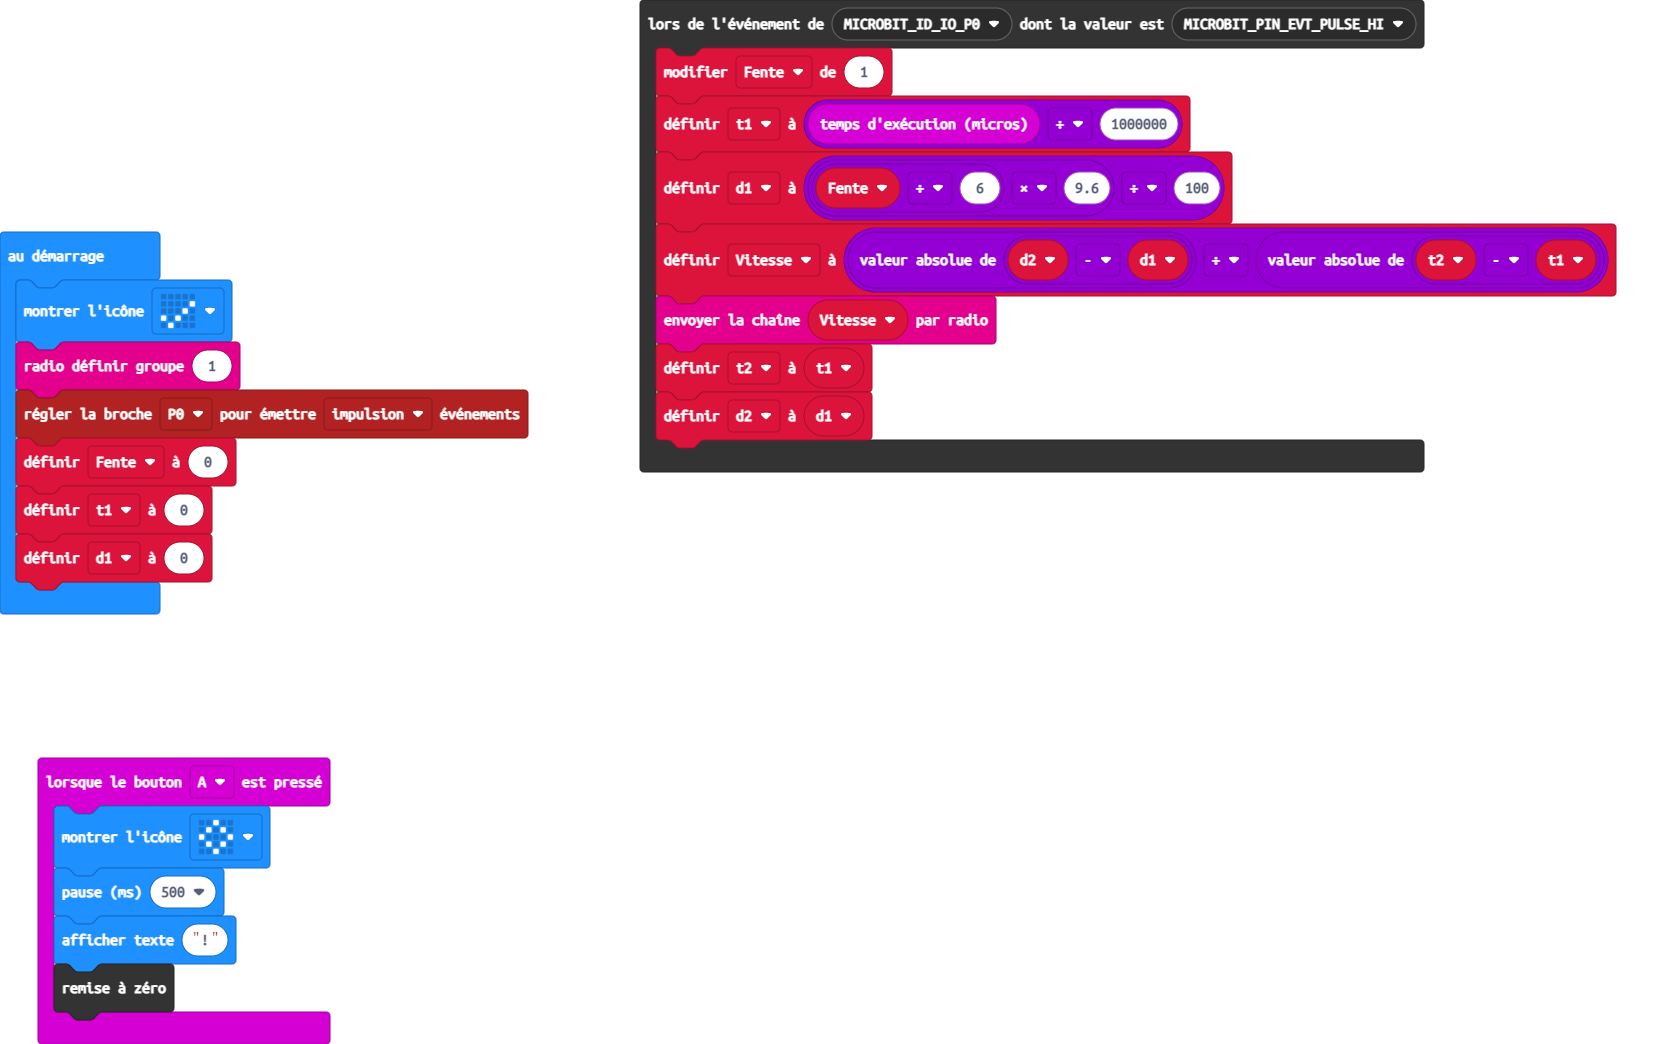 lors de l'événement de MICROBIT_ID_IO_P0 dont la valeur est MICROBIT_PIN_EVT_PULSE_HI
modifier Fente de 1
définir t1 à temps d'exécution (micros) ÷ 1000000
définir d1 à Fente ÷ 6 × 9.6 ÷ 100
définir Vitesse à valeur absolue de d2 - d1 ÷ valeur absolue de t2 - t1
envoyer la chaîne Vitesse par radio
définir t2 à t1
définir d2 à d1
au démarrage
montrer l'icône
radio définir groupe 1
régler la broche P0 pour émettre impulsion événements
définir Fente à 0
définir t1 à 0
définir d1 à 0
lorsque le bouton A est pressé
montrer l'icône
pause (ms) 500
afficher texte "!"
remise à zéro